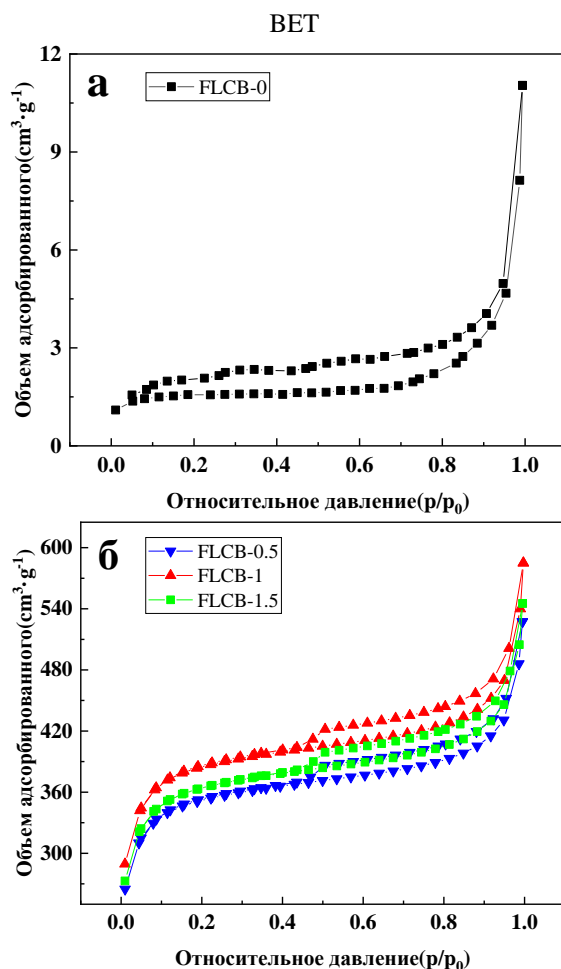 BET
а
FLCB-0
Объем адсорбированного(cm³·g⁻¹)
12
9
6
3
0
0.0 0.2 0.4 0.6 0.8 1.0
Относительное давление(p/p₀)
б
FLCB-0.5
FLCB-1
FLCB-1.5
Объем адсорбированного(cm³·g⁻¹)
600
540
480
420
360
300
0.0 0.2 0.4 0.6 0.8 1.0
Относительное давление(p/p₀)